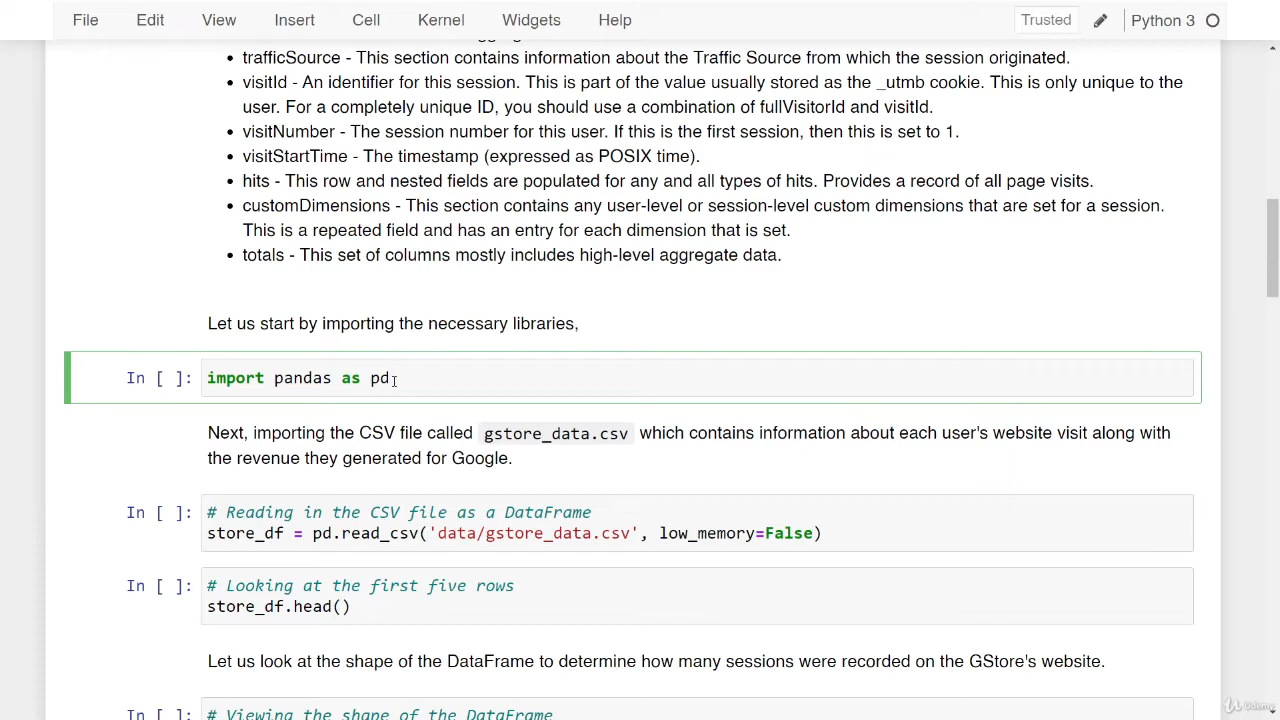 File Edit View Insert Cell Kernel Widgets Help Trusted Python 3
• trafficSource - This section contains information about the Traffic Source from which the session originated.
• visitId - An identifier for this session. This is part of the value usually stored as the _utmb cookie. This is only unique to the
user. For a completely unique ID, you should use a combination of fullVisitorId and visitId.
• visitNumber - The session number for this user. If this is the first session, then this is set to 1.
• visitStartTime - The timestamp (expressed as POSIX time).
• hits - This row and nested fields are populated for any and all types of hits. Provides a record of all page visits.
• customDimensions - This section contains any user-level or session-level custom dimensions that are set for a session.
This is a repeated field and has an entry for each dimension that is set.
• totals - This set of columns mostly includes high-level aggregate data.
Let us start by importing the necessary libraries,
In [ ]: import pandas as pd
Next, importing the CSV file called gstore_data.csv which contains information about each user's website visit along with
the revenue they generated for Google.
In [ ]: # Reading in the CSV file as a DataFrame
store_df = pd.read_csv('data/gstore_data.csv', low_memory=False)
In [ ]: # Looking at the first five rows
store_df.head()
Let us look at the shape of the DataFrame to determine how many sessions were recorded on the GStore's website.
In [ ]: # Viewing the shape of the DataFrame
Udemy